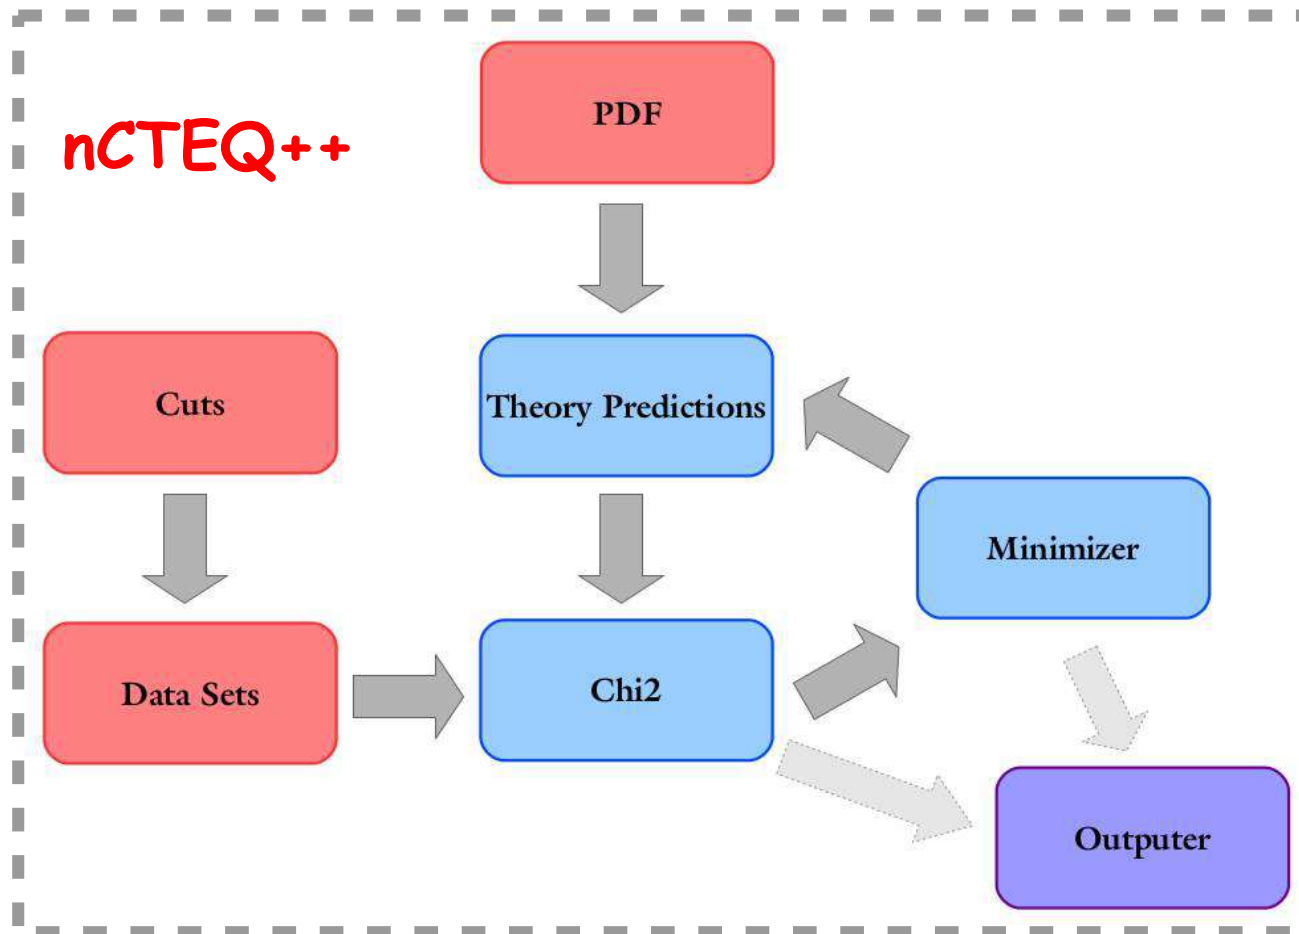 nCTEQ++
PDF
Cuts
Theory Predictions
Minimizer
Data Sets
Chi2
Outputer